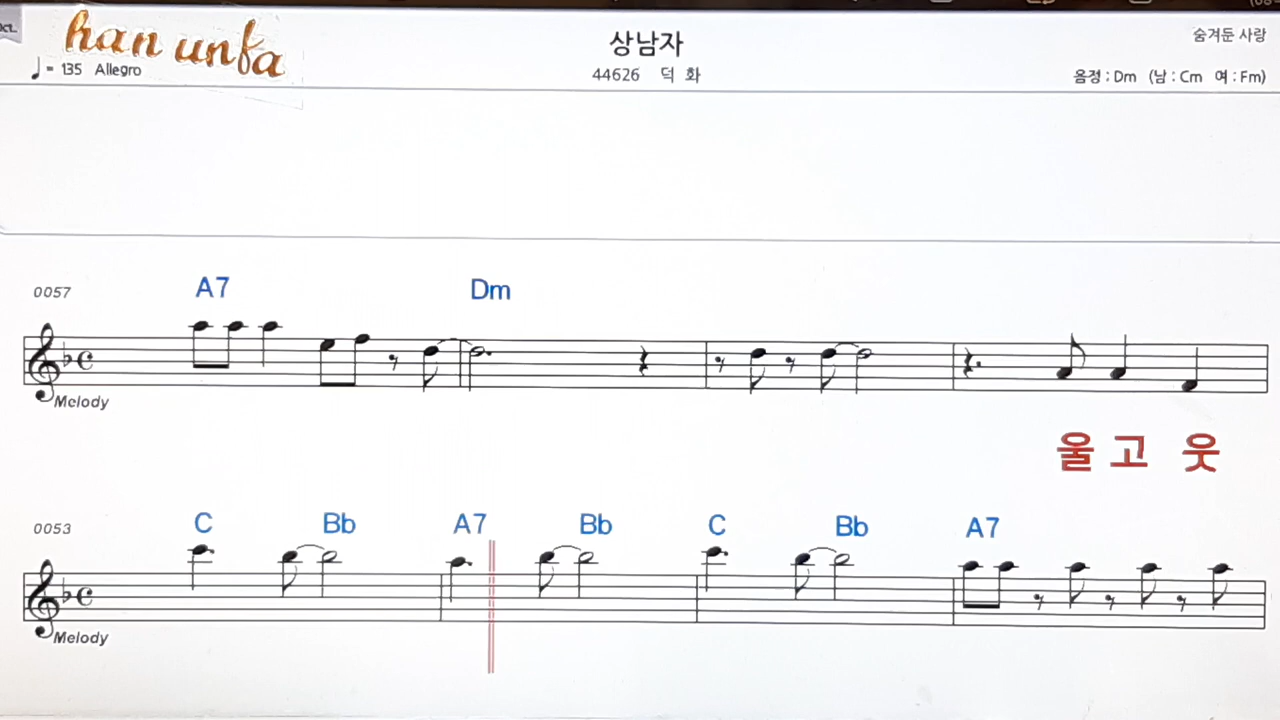 han unfa
♩= 135 Allegro
상남자
44626 덕 화
숨겨둔 사랑
음정 : Dm (남 : Cm 여 : Fm)
0057
A7 Dm
Melody
울 고 웃
0053
C Bb A7 Bb C Bb A7
Melody